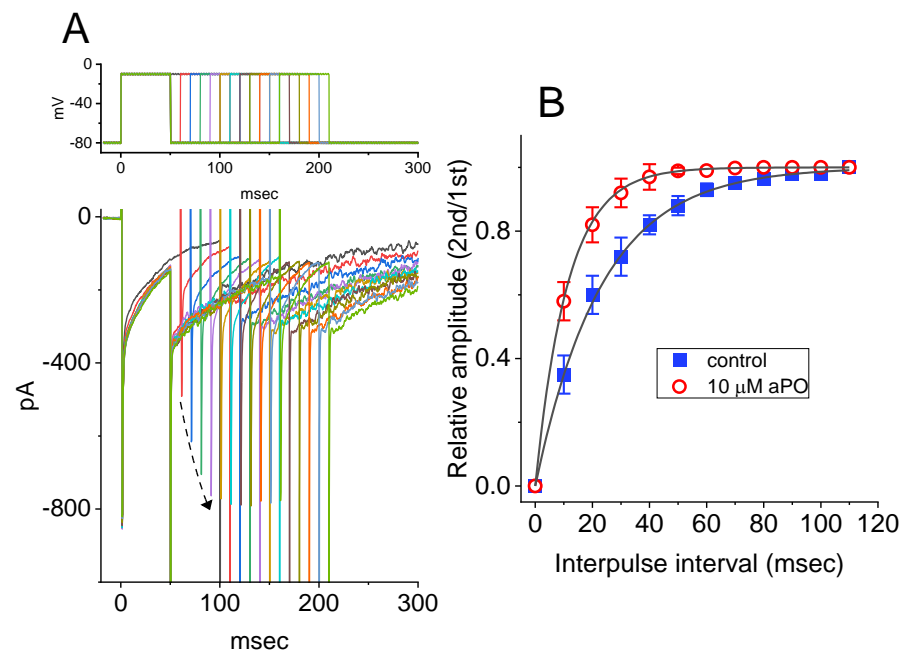 A
0
-40
-80
mV
0
100
200
300
msec
0
-400
-800
pA
0
100
200
300
msec
B
0.8
0.4
0.0
Relative amplitude (2nd/1st)
control
10 μM aPO
0
20
40
60
80
100
120
Interpulse interval (msec)